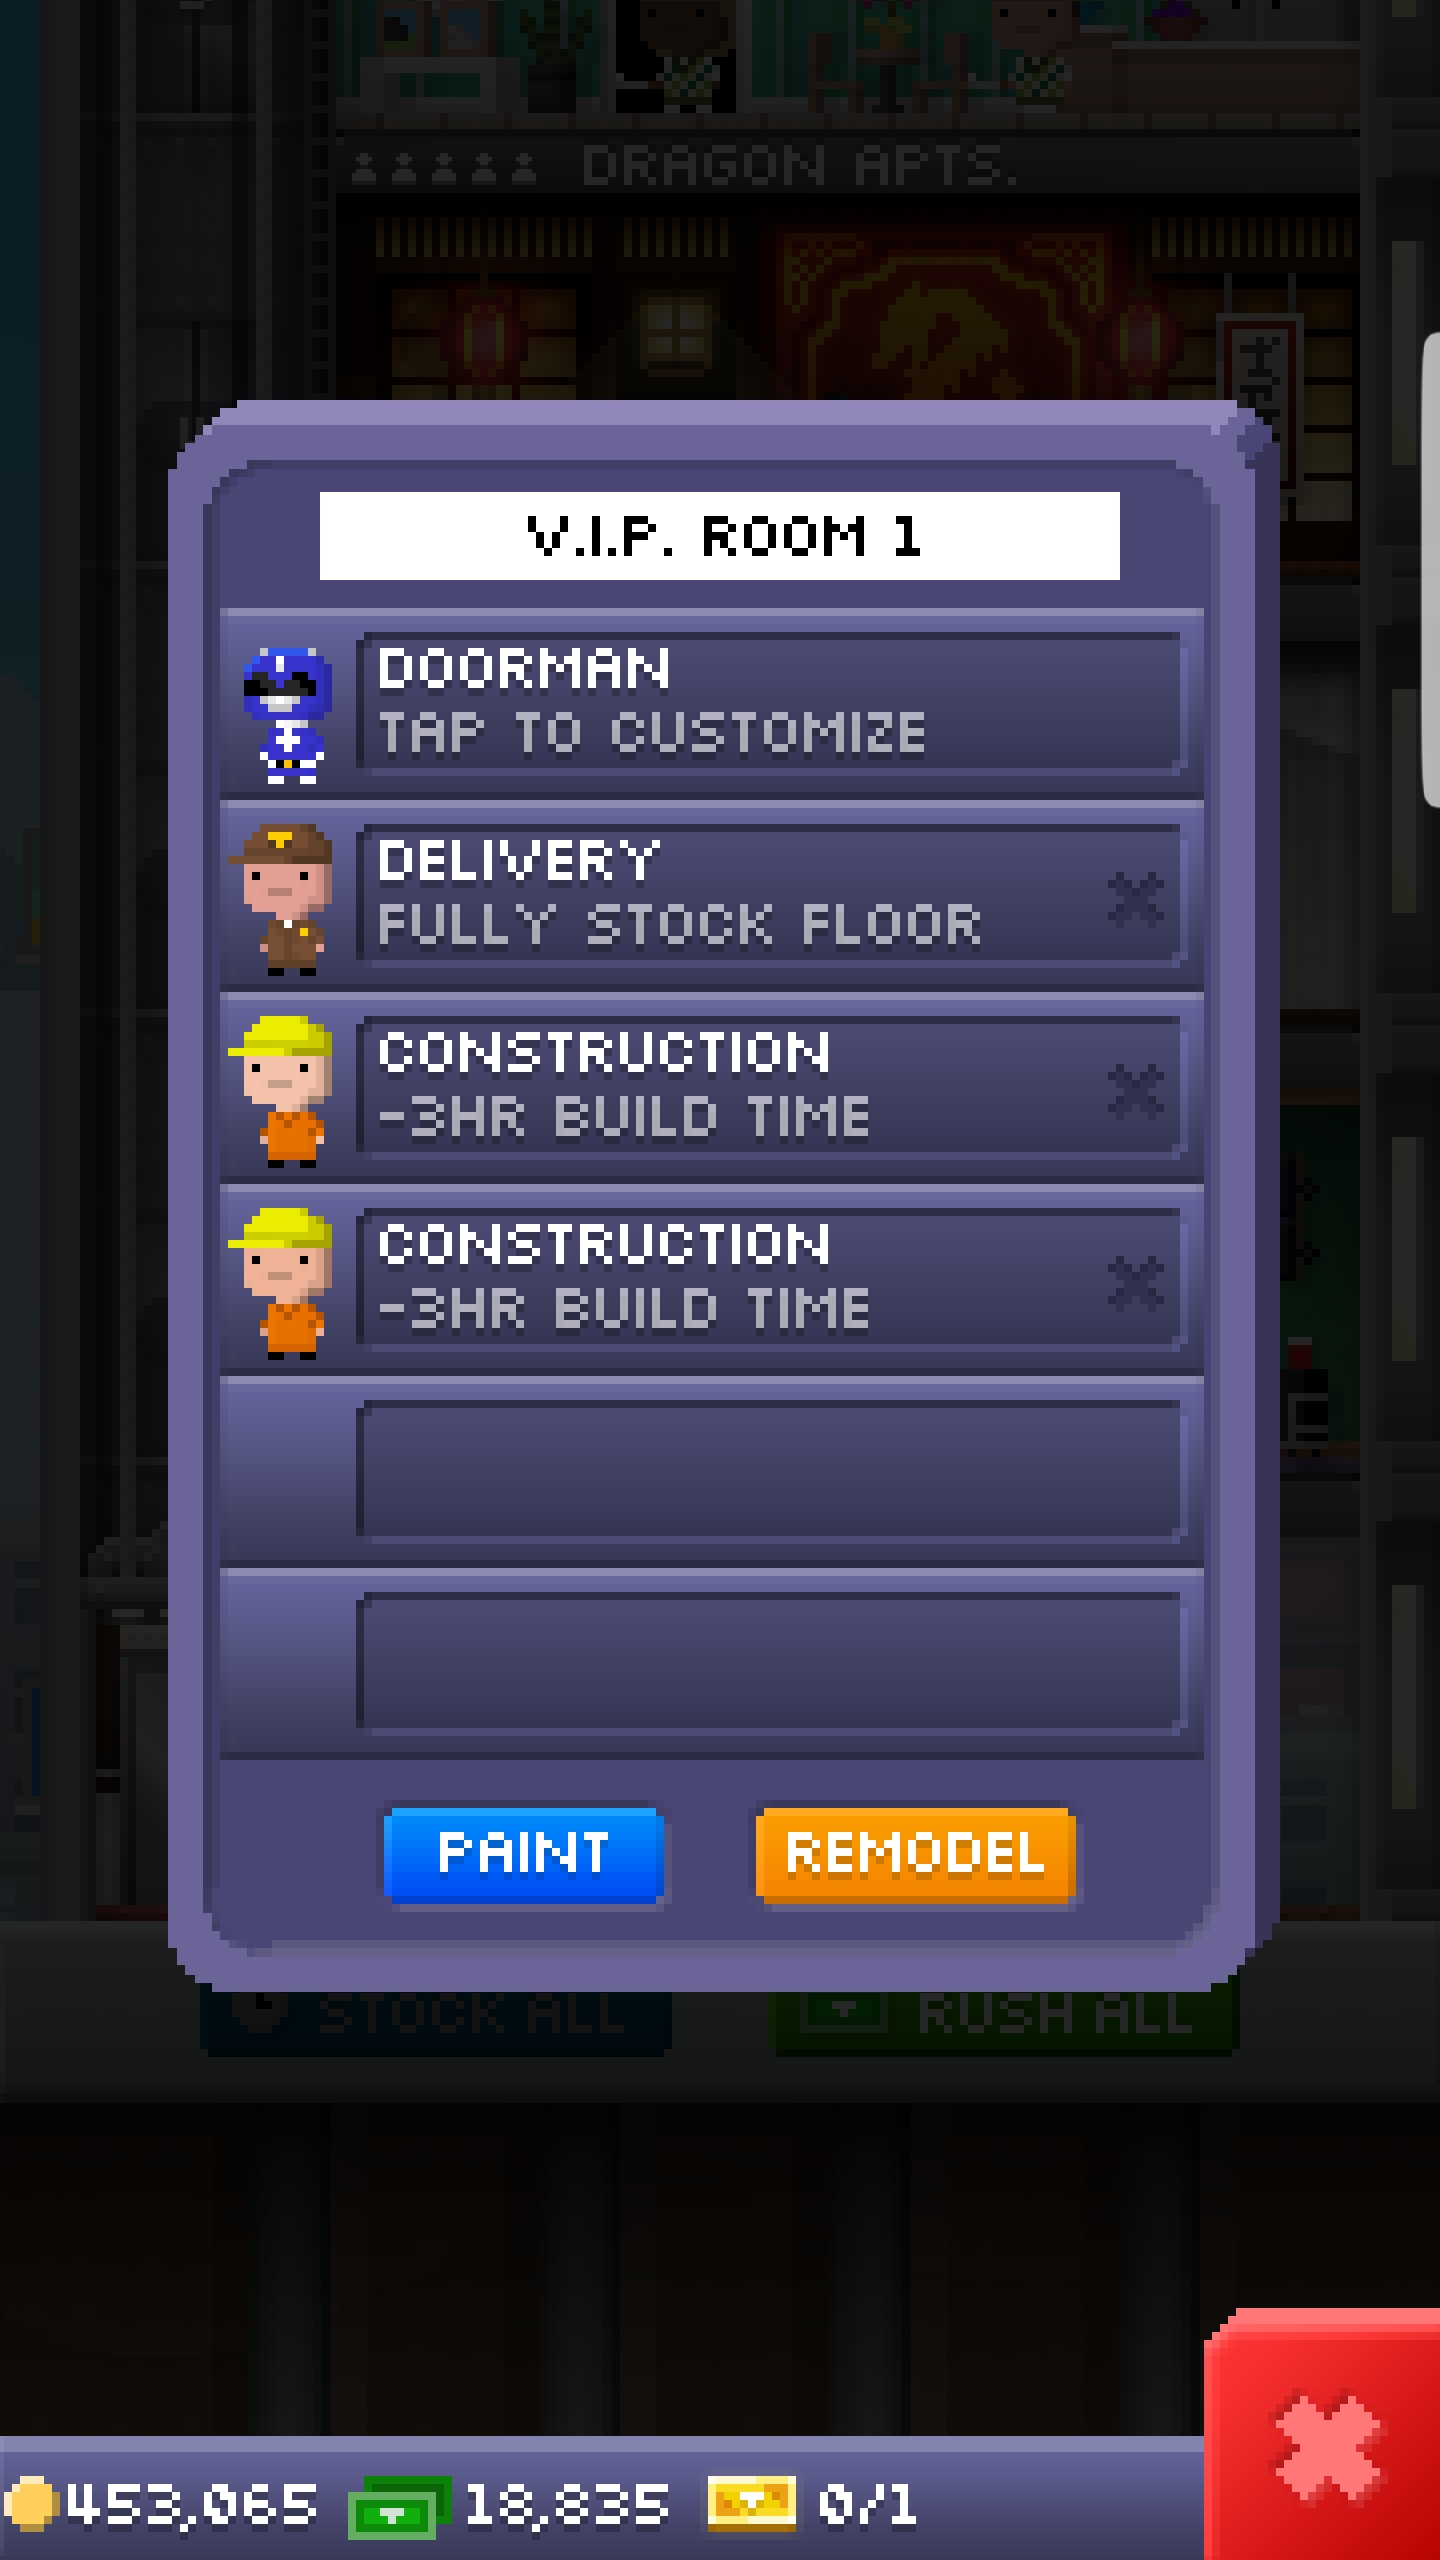 DRAGON APTS.
V.I.P. ROOM 1
DOORMAN
TAP TO CUSTOMIZE
DELIVERY
FULLY STOCK FLOOR
CONSTRUCTION
-3HR BUILD TIME
CONSTRUCTION
-3HR BUILD TIME
PAINT REMODEL
STOCK ALL RUSH ALL
453,065 18,835 0/1